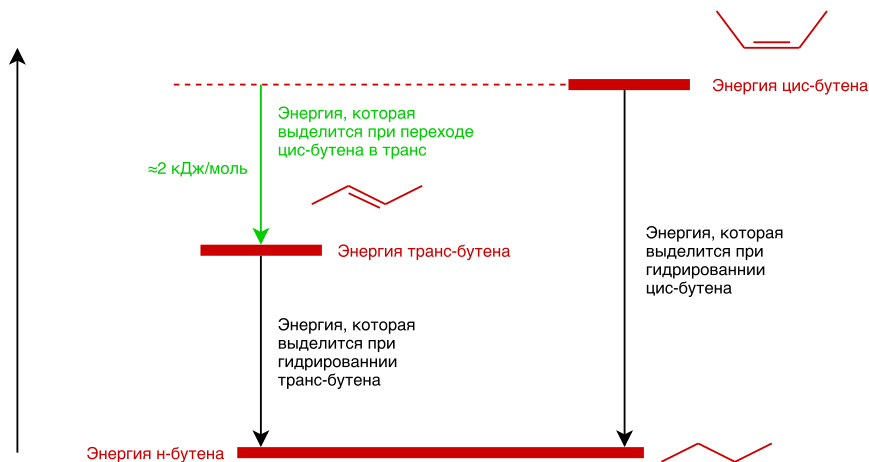 Энергия цис-бутена
Энергия, которая
выделится при переходе
цис-бутена в транс
≈2 кДж/моль
Энергия транс-бутена
Энергия, которая
выделится при
гидрированнии
цис-бутена
Энергия, которая
выделится при
гидрированнии
транс-бутена
Энергия н-бутена